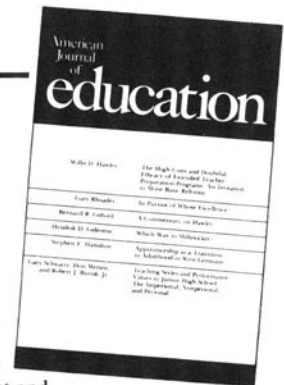 American
Journal
of
education
Willis D. Hawley
The High Costs and Doubtful
Efficacy of Extended Teacher
Preparation Programs: An Invitation
to More Basic Reforms
Gary Rhoades
In Pursuit of Whose Excellence
Bernard R. Gifford
A Commentary on Hawley
Hendrik D. Gideonse
Which Way to Millennium
Stephen F. Hamilton
Apprenticeship as a Transition
to Adulthood in West Germany
Gary Schwartz, Don Merten
and Robert J. Bursik, Jr.
Teaching Styles and Performance
Values in Junior High School
The Impersonal, Nonpersonal
and Personal
and